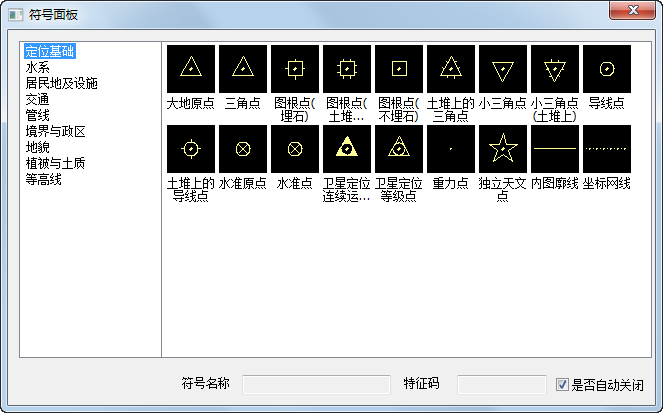 符号面板
定位基础
水系
居民地及设施
交通
管线
境界与政区
地貌
植被与土质
等高线
大地原点
三角点
图根点(
埋石)
图根点(
土堆...
图根点(
不埋石)
土堆上的
三角点
小三角点
小三角点
(土堆上)
导线点
土堆上的
导线点
水准原点
水准点
卫星定位
连续运...
卫星定位
等级点
重力点
独立天文
点
内图廓线
坐标网线
符号名称
特征码
是否自动关闭